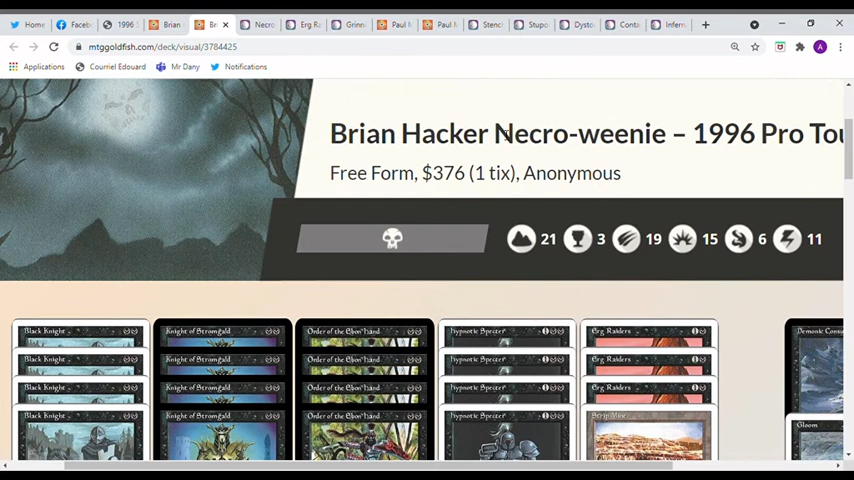 Home
Faceb
1996 S
Brian
Bri
Necro
Erg Ra
Grinn
Paul M
Paul M
Stenc
Stupo
Dysto
Conta
Infern
mtggoldfish.com/deck/visual/3784425
A
Applications
Courriel Edouard
Mr Dany
Notifications
Brian Hacker Necro-weenie – 1996 Pro Tou
Free Form, $376 (1 tix), Anonymous
21 3 19 15 6 11
Black Knight Knight of Stromgald Order of the Ebon Hand Hypnotic Specter Erg Raiders Demonic Consu
Black Knight Knight of Stromgald Order of the Ebon Hand Hypnotic Specter Erg Raiders
Black Knight Knight of Stromgald Order of the Ebon Hand Hypnotic Specter Erg Raiders
Black Knight Knight of Stromgald Order of the Ebon Hand Hypnotic Specter Strip Mine Gloom